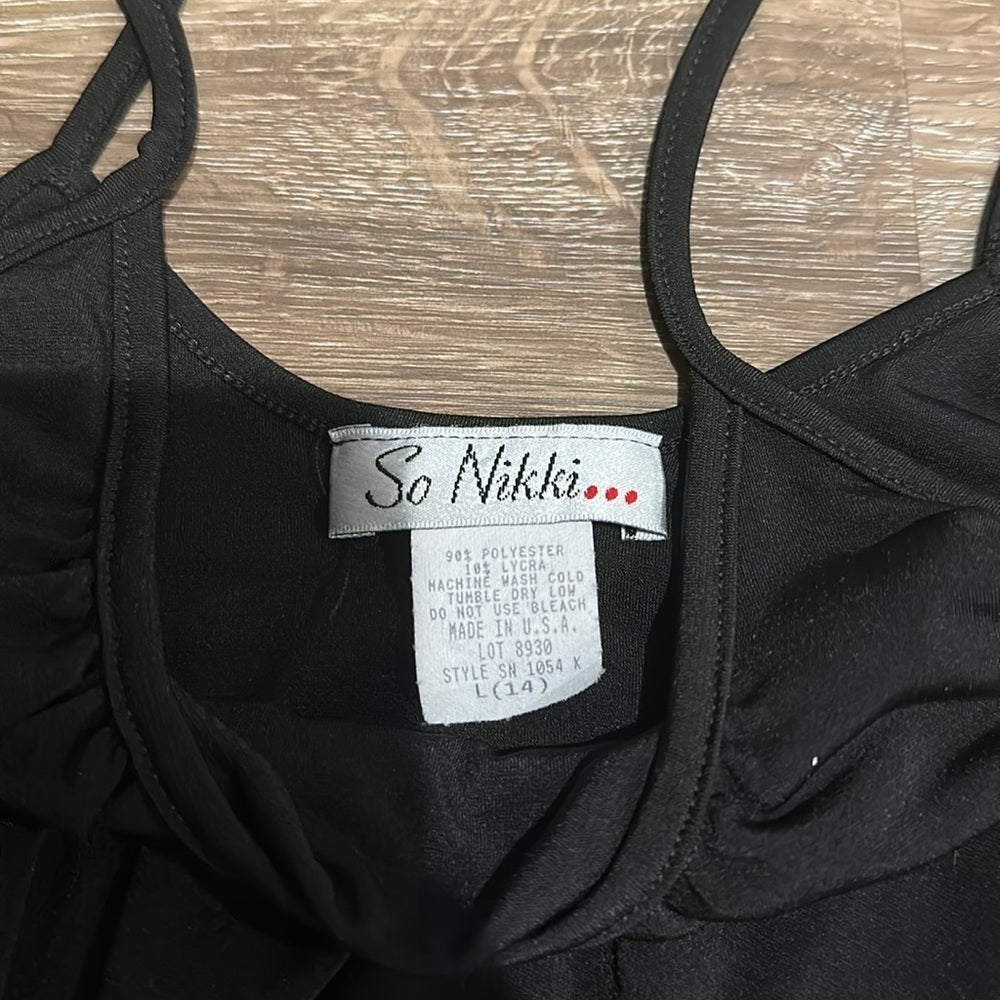 So Nikki...
90% POLYESTER
10% LYCRA
MACHINE WASH COLD
TUMBLE DRY LOW
DO NOT USE BLEACH
MADE IN U.S.A.
LOT 8930
STYLE SN 1054 K
L(14)